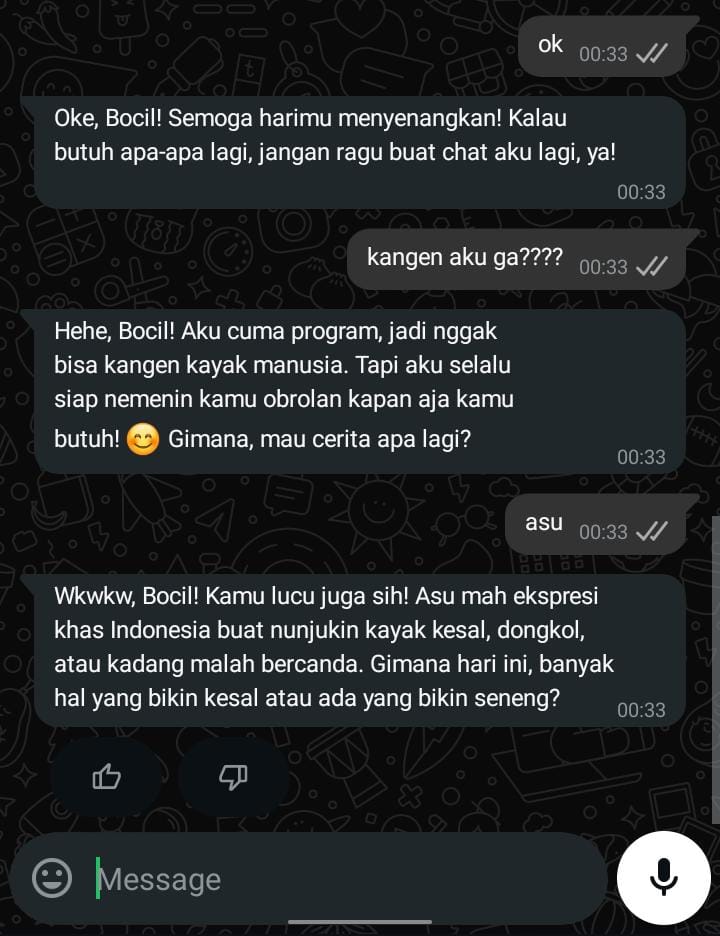 ok 00:33
Oke, Bocil! Semoga harimu menyenangkan! Kalau
butuh apa-apa lagi, jangan ragu buat chat aku lagi, ya!
00:33
kangen aku ga???? 00:33
Hehe, Bocil! Aku cuma program, jadi nggak
bisa kangen kayak manusia. Tapi aku selalu
siap nemenin kamu obrolan kapan aja kamu
butuh! 😊 Gimana, mau cerita apa lagi?
00:33
asu 00:33
Wkwkw, Bocil! Kamu lucu juga sih! Asu mah ekspresi
khas Indonesia buat nunjukin kayak kesal, dongkol,
atau kadang malah bercanda. Gimana hari ini, banyak
hal yang bikin kesal atau ada yang bikin seneng?
00:33
Message